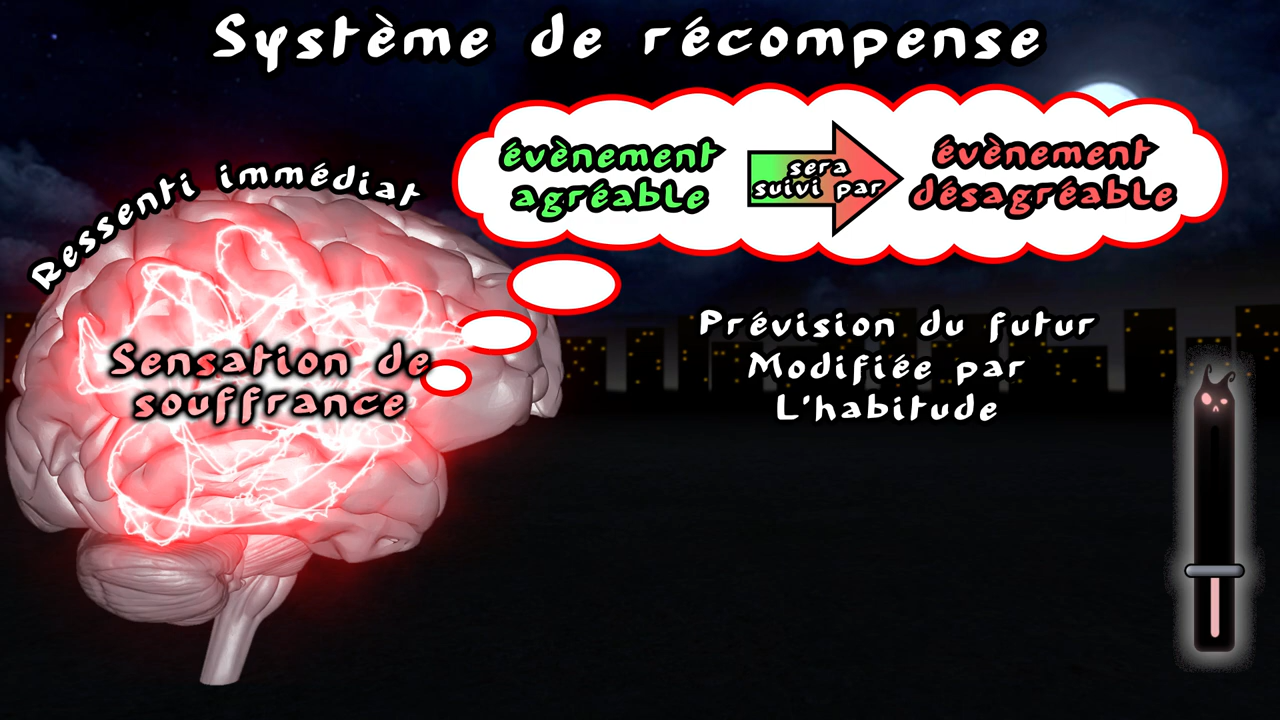 Système de récompense
Ressenti immédiat
évènement
agréable
sera
suivi par
évènement
désagréable
Sensation de
souffrance
Prévision du futur
Modifiée par
L'habitude